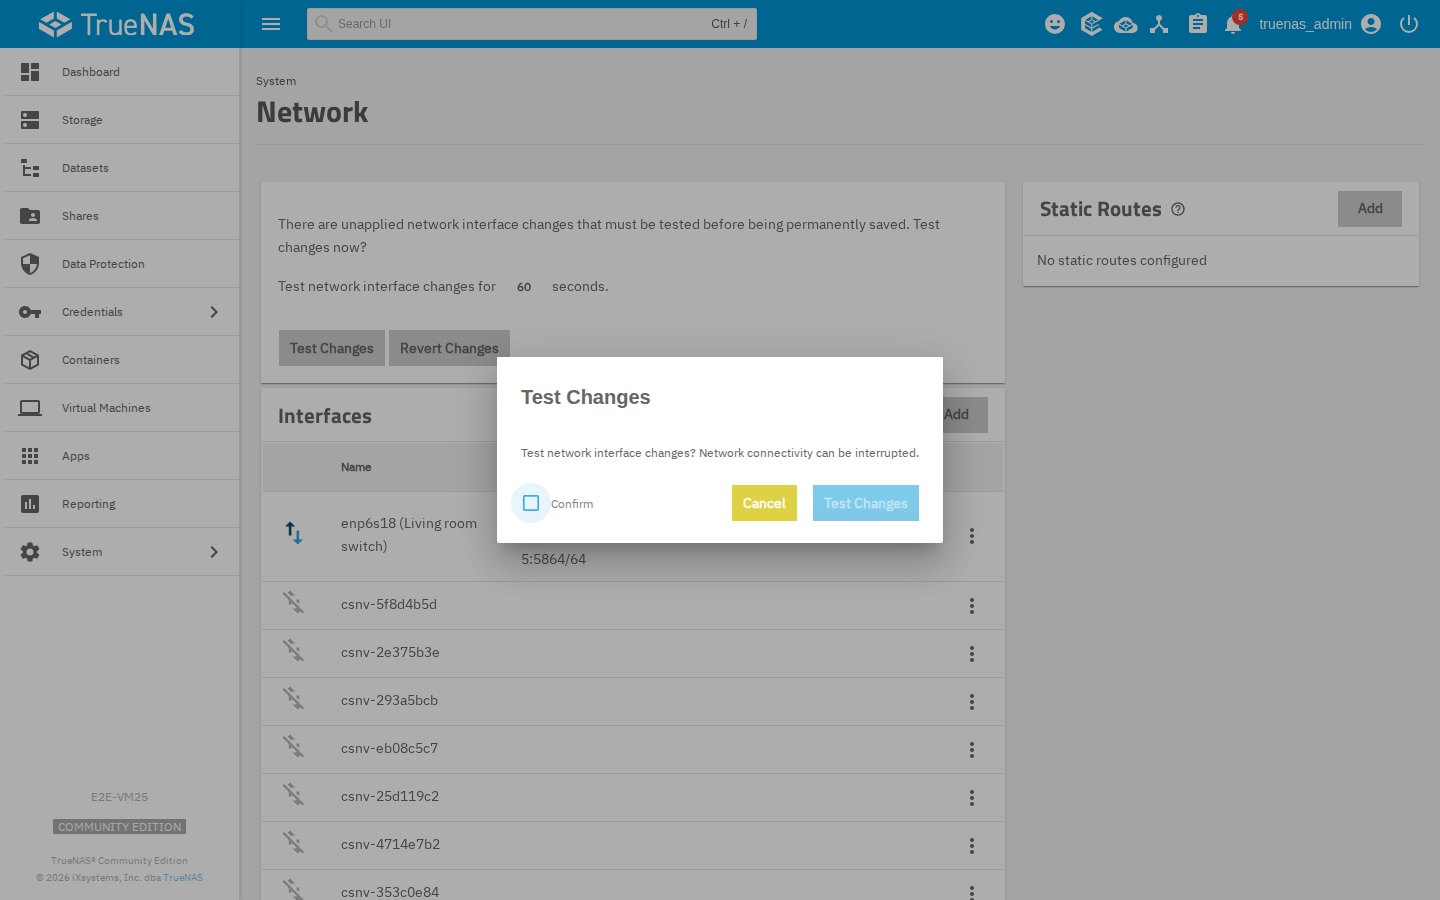 TrueNAS
Search UI
Ctrl + /
5
truenas_admin
Dashboard
Storage
Datasets
Shares
Data Protection
Credentials
Containers
Virtual Machines
Apps
Reporting
System
E2E-VM25
COMMUNITY EDITION
TrueNAS® Community Edition
© 2026 iXsystems, Inc. dba TrueNAS
System
Network
There are unapplied network interface changes that must be tested before being permanently saved. Test
changes now?
Test network interface changes for 60 seconds.
Test Changes
Revert Changes
Interfaces
Add
Name
enp6s18 (Living room
switch)
5:5864/64
csnv-5f8d4b5d
csnv-2e375b3e
csnv-293a5bcb
csnv-eb08c5c7
csnv-25d119c2
csnv-4714e7b2
csnv-353c0e84
Static Routes
Add
No static routes configured
Test Changes
Test network interface changes? Network connectivity can be interrupted.
Confirm
Cancel
Test Changes